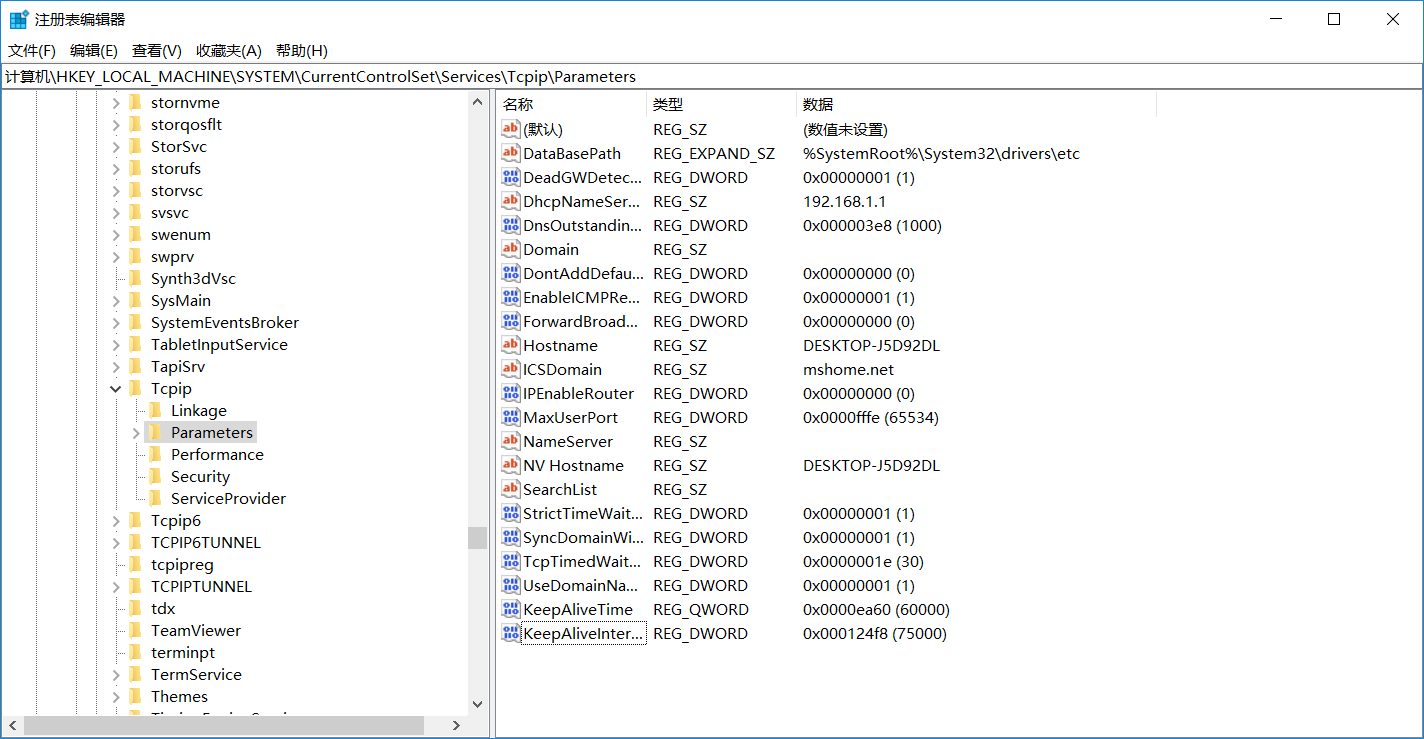 注册表编辑器
文件(F) 编辑(E) 查看(V) 收藏夹(A) 帮助(H)
计算机\HKEY_LOCAL_MACHINE\SYSTEM\CurrentControlSet\Services\Tcpip\Parameters
stornvme
storqosflt
StorSvc
storufs
storvsc
svsvc
swenum
swprv
Synth3dVsc
SysMain
SystemEventsBroker
TabletInputService
TapiSrv
Tcpip
Linkage
Parameters
Performance
Security
ServiceProvider
Tcpip6
TCPIP6TUNNEL
tcpipreg
TCPIPTUNNEL
tdx
TeamViewer
terminpt
TermService
Themes
名称 类型 数据
(默认) REG_SZ (数值未设置)
DataBasePath REG_EXPAND_SZ %SystemRoot%\System32\drivers\etc
DeadGWDetec... REG_DWORD 0x00000001 (1)
DhcpNameSer... REG_SZ 192.168.1.1
DnsOutstandin... REG_DWORD 0x000003e8 (1000)
Domain REG_SZ
DontAddDefau... REG_DWORD 0x00000000 (0)
EnableICMPRe... REG_DWORD 0x00000001 (1)
ForwardBroad... REG_DWORD 0x00000000 (0)
Hostname REG_SZ DESKTOP-J5D92DL
ICSDomain REG_SZ mshome.net
IPEnableRouter REG_DWORD 0x00000000 (0)
MaxUserPort REG_DWORD 0x0000fffe (65534)
NameServer REG_SZ
NV Hostname REG_SZ DESKTOP-J5D92DL
SearchList REG_SZ
StrictTimeWait... REG_DWORD 0x00000001 (1)
SyncDomainWi... REG_DWORD 0x00000001 (1)
TcpTimedWait... REG_DWORD 0x0000001e (30)
UseDomainNa... REG_DWORD 0x00000001 (1)
KeepAliveTime REG_QWORD 0x0000ea60 (60000)
KeepAliveInter... REG_DWORD 0x000124f8 (75000)